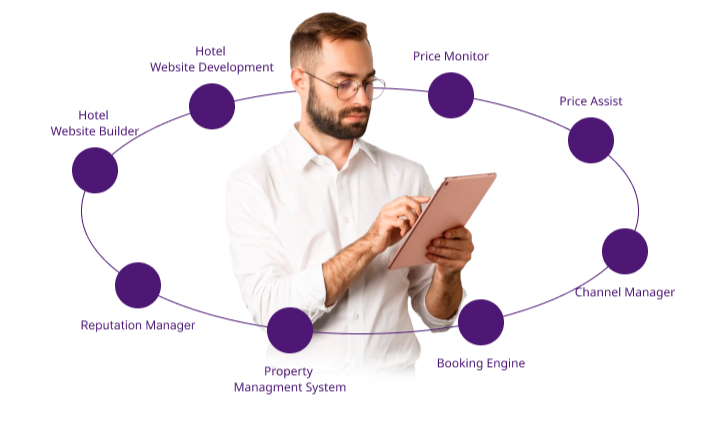 Hotel
Website Development
Price Monitor
Hotel
Website Builder
Price Assist
Channel Manager
Reputation Manager
Booking Engine
Property
Managment System